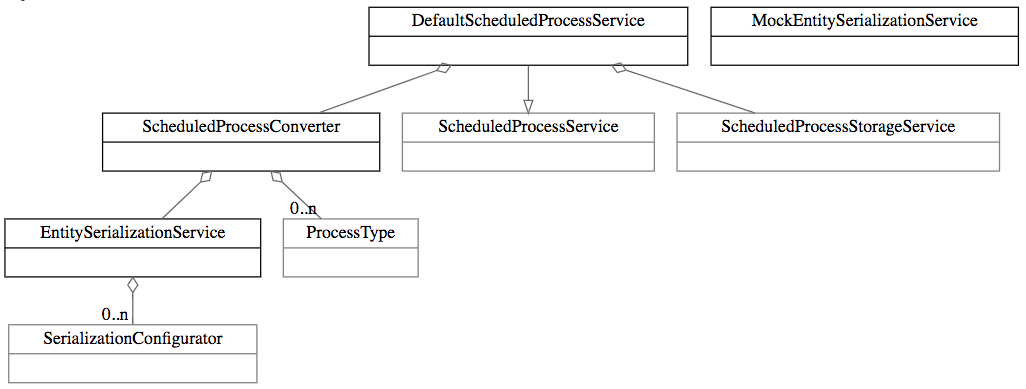 DefaultScheduledProcessService
MockEntitySerializationService
ScheduledProcessConverter
ScheduledProcessService
ScheduledProcessStorageService
0..n
EntitySerializationService
ProcessType
0..n
SerializationConfigurator